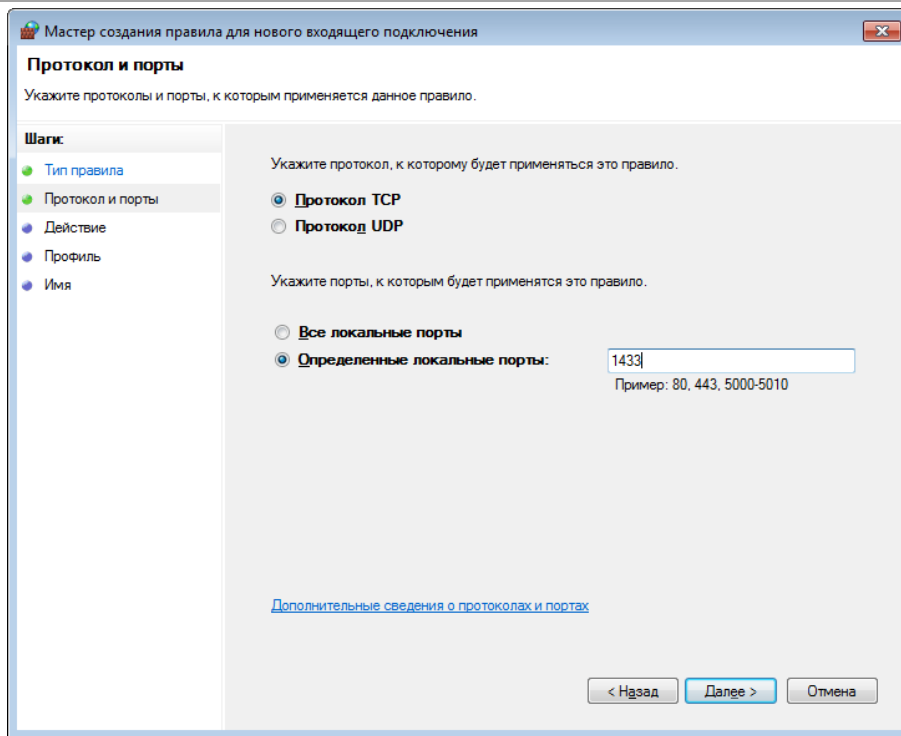 Мастер создания правила для нового входящего подключения
Протокол и порты
Укажите протоколы и порты, к которым применяется данное правило.
Шаги:
Тип правила
Протокол и порты
Действие
Профиль
Имя
Укажите протокол, к которому будет применяться это правило.
Протокол TCP
Протокол UDP
Укажите порты, к которым будет применятся это правило.
Все локальные порты
Определенные локальные порты:
1433
Пример: 80, 443, 5000-5010
Дополнительные сведения о протоколах и портах
< Назад
Далее >
Отмена